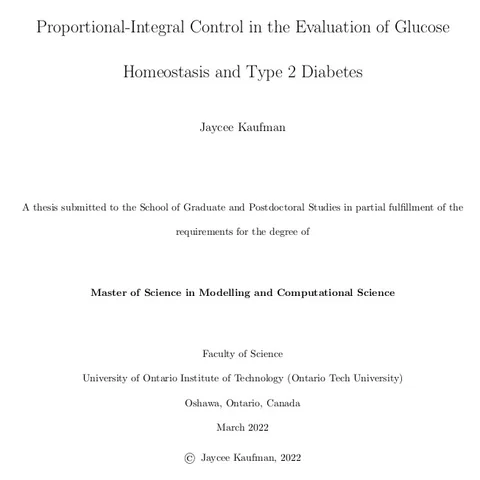 Proportional-Integral Control in the Evaluation of Glucose
Homeostasis and Type 2 Diabetes
Jaycee Kaufman
A thesis submitted to the School of Graduate and Postdoctoral Studies in partial fulfillment of the
requirements for the degree of
Master of Science in Modelling and Computational Science
Faculty of Science
University of Ontario Institute of Technology (Ontario Tech University)
Oshawa, Ontario, Canada
March 2022
© Jaycee Kaufman, 2022